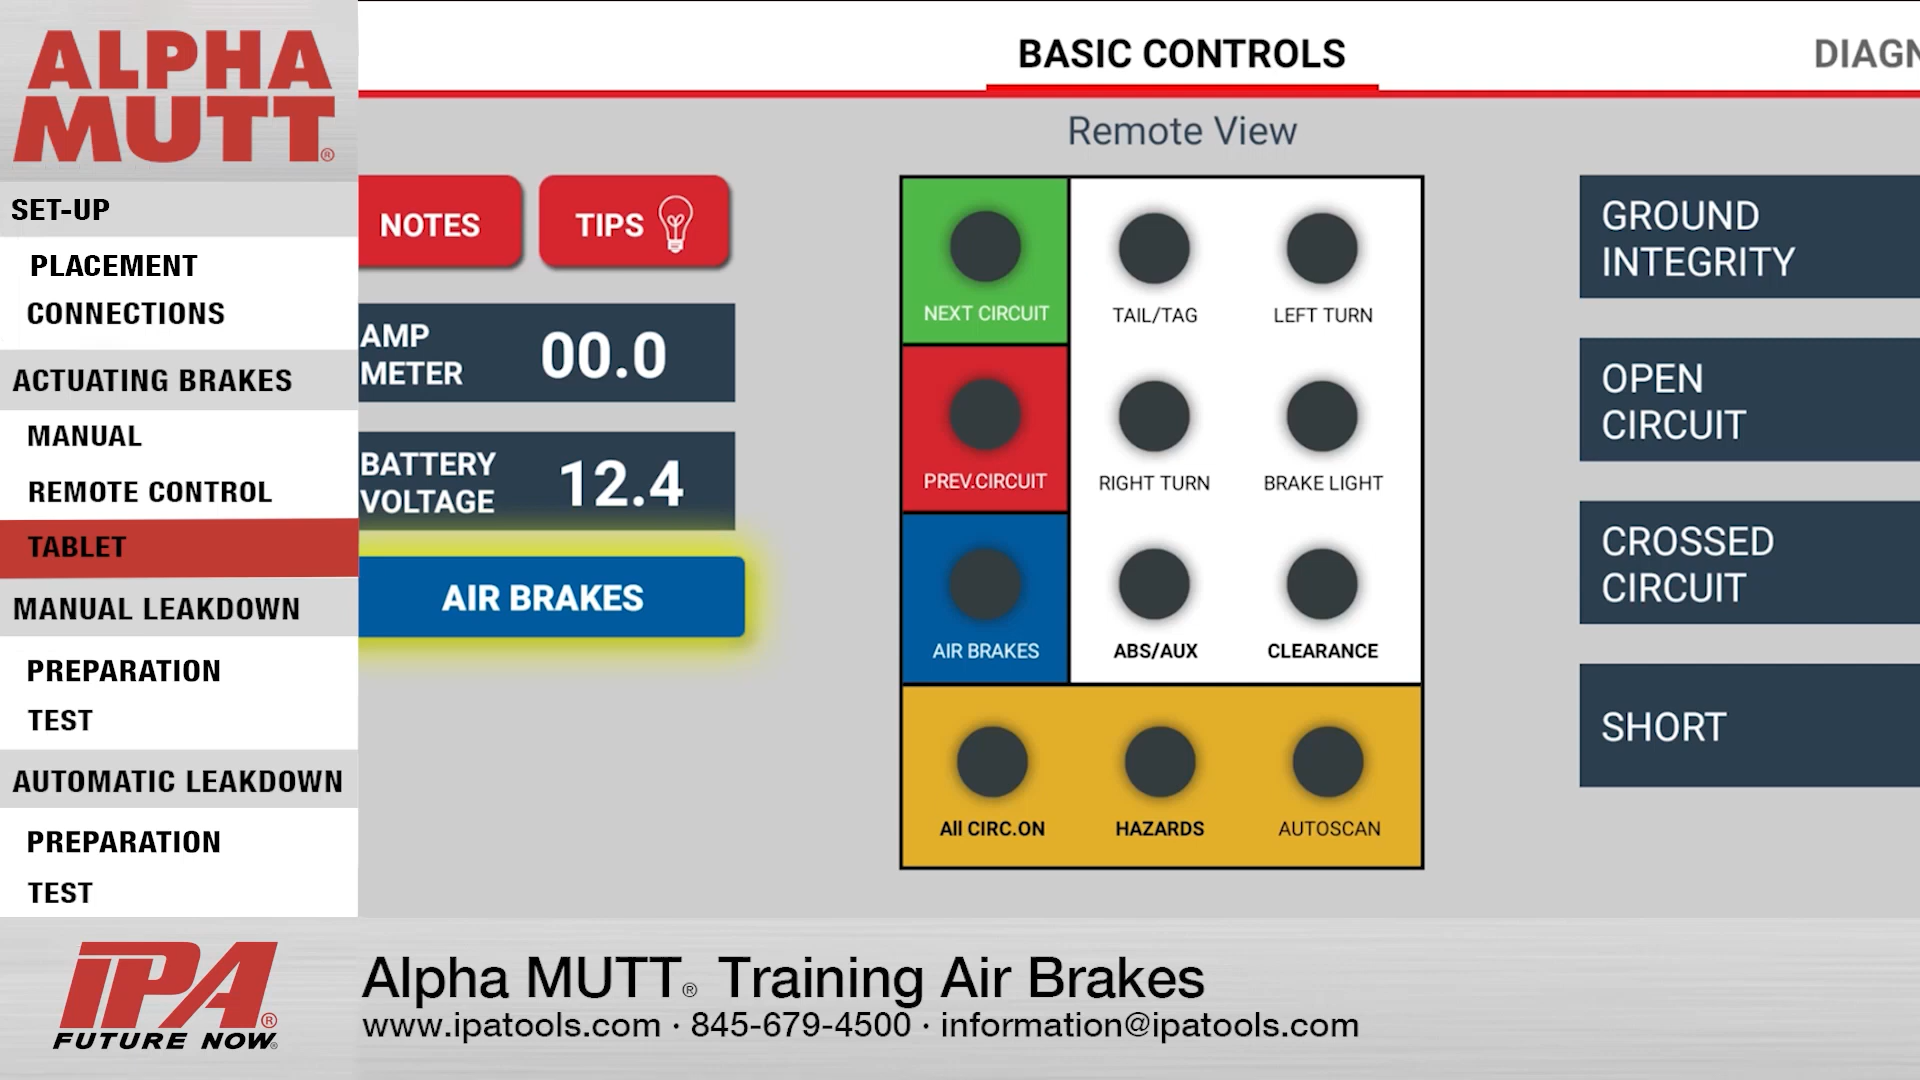 ALPHA
MUTT®
SET-UP
PLACEMENT
CONNECTIONS
ACTUATING BRAKES
MANUAL
REMOTE CONTROL
TABLET
MANUAL LEAKDOWN
PREPARATION
TEST
AUTOMATIC LEAKDOWN
PREPARATION
TEST
BASIC CONTROLS
DIAGN
Remote View
NOTES
TIPS
AMP
METER
00.0
BATTERY
VOLTAGE
12.4
AIR BRAKES
NEXT CIRCUIT
TAIL/TAG
LEFT TURN
PREV.CIRCUIT
RIGHT TURN
BRAKE LIGHT
AIR BRAKES
ABS/AUX
CLEARANCE
All CIRC.ON
HAZARDS
AUTOSCAN
GROUND
INTEGRITY
OPEN
CIRCUIT
CROSSED
CIRCUIT
SHORT
IPA®
FUTURE NOW®
Alpha MUTT® Training Air Brakes
www.ipatools.com · 845-679-4500 · information@ipatools.com